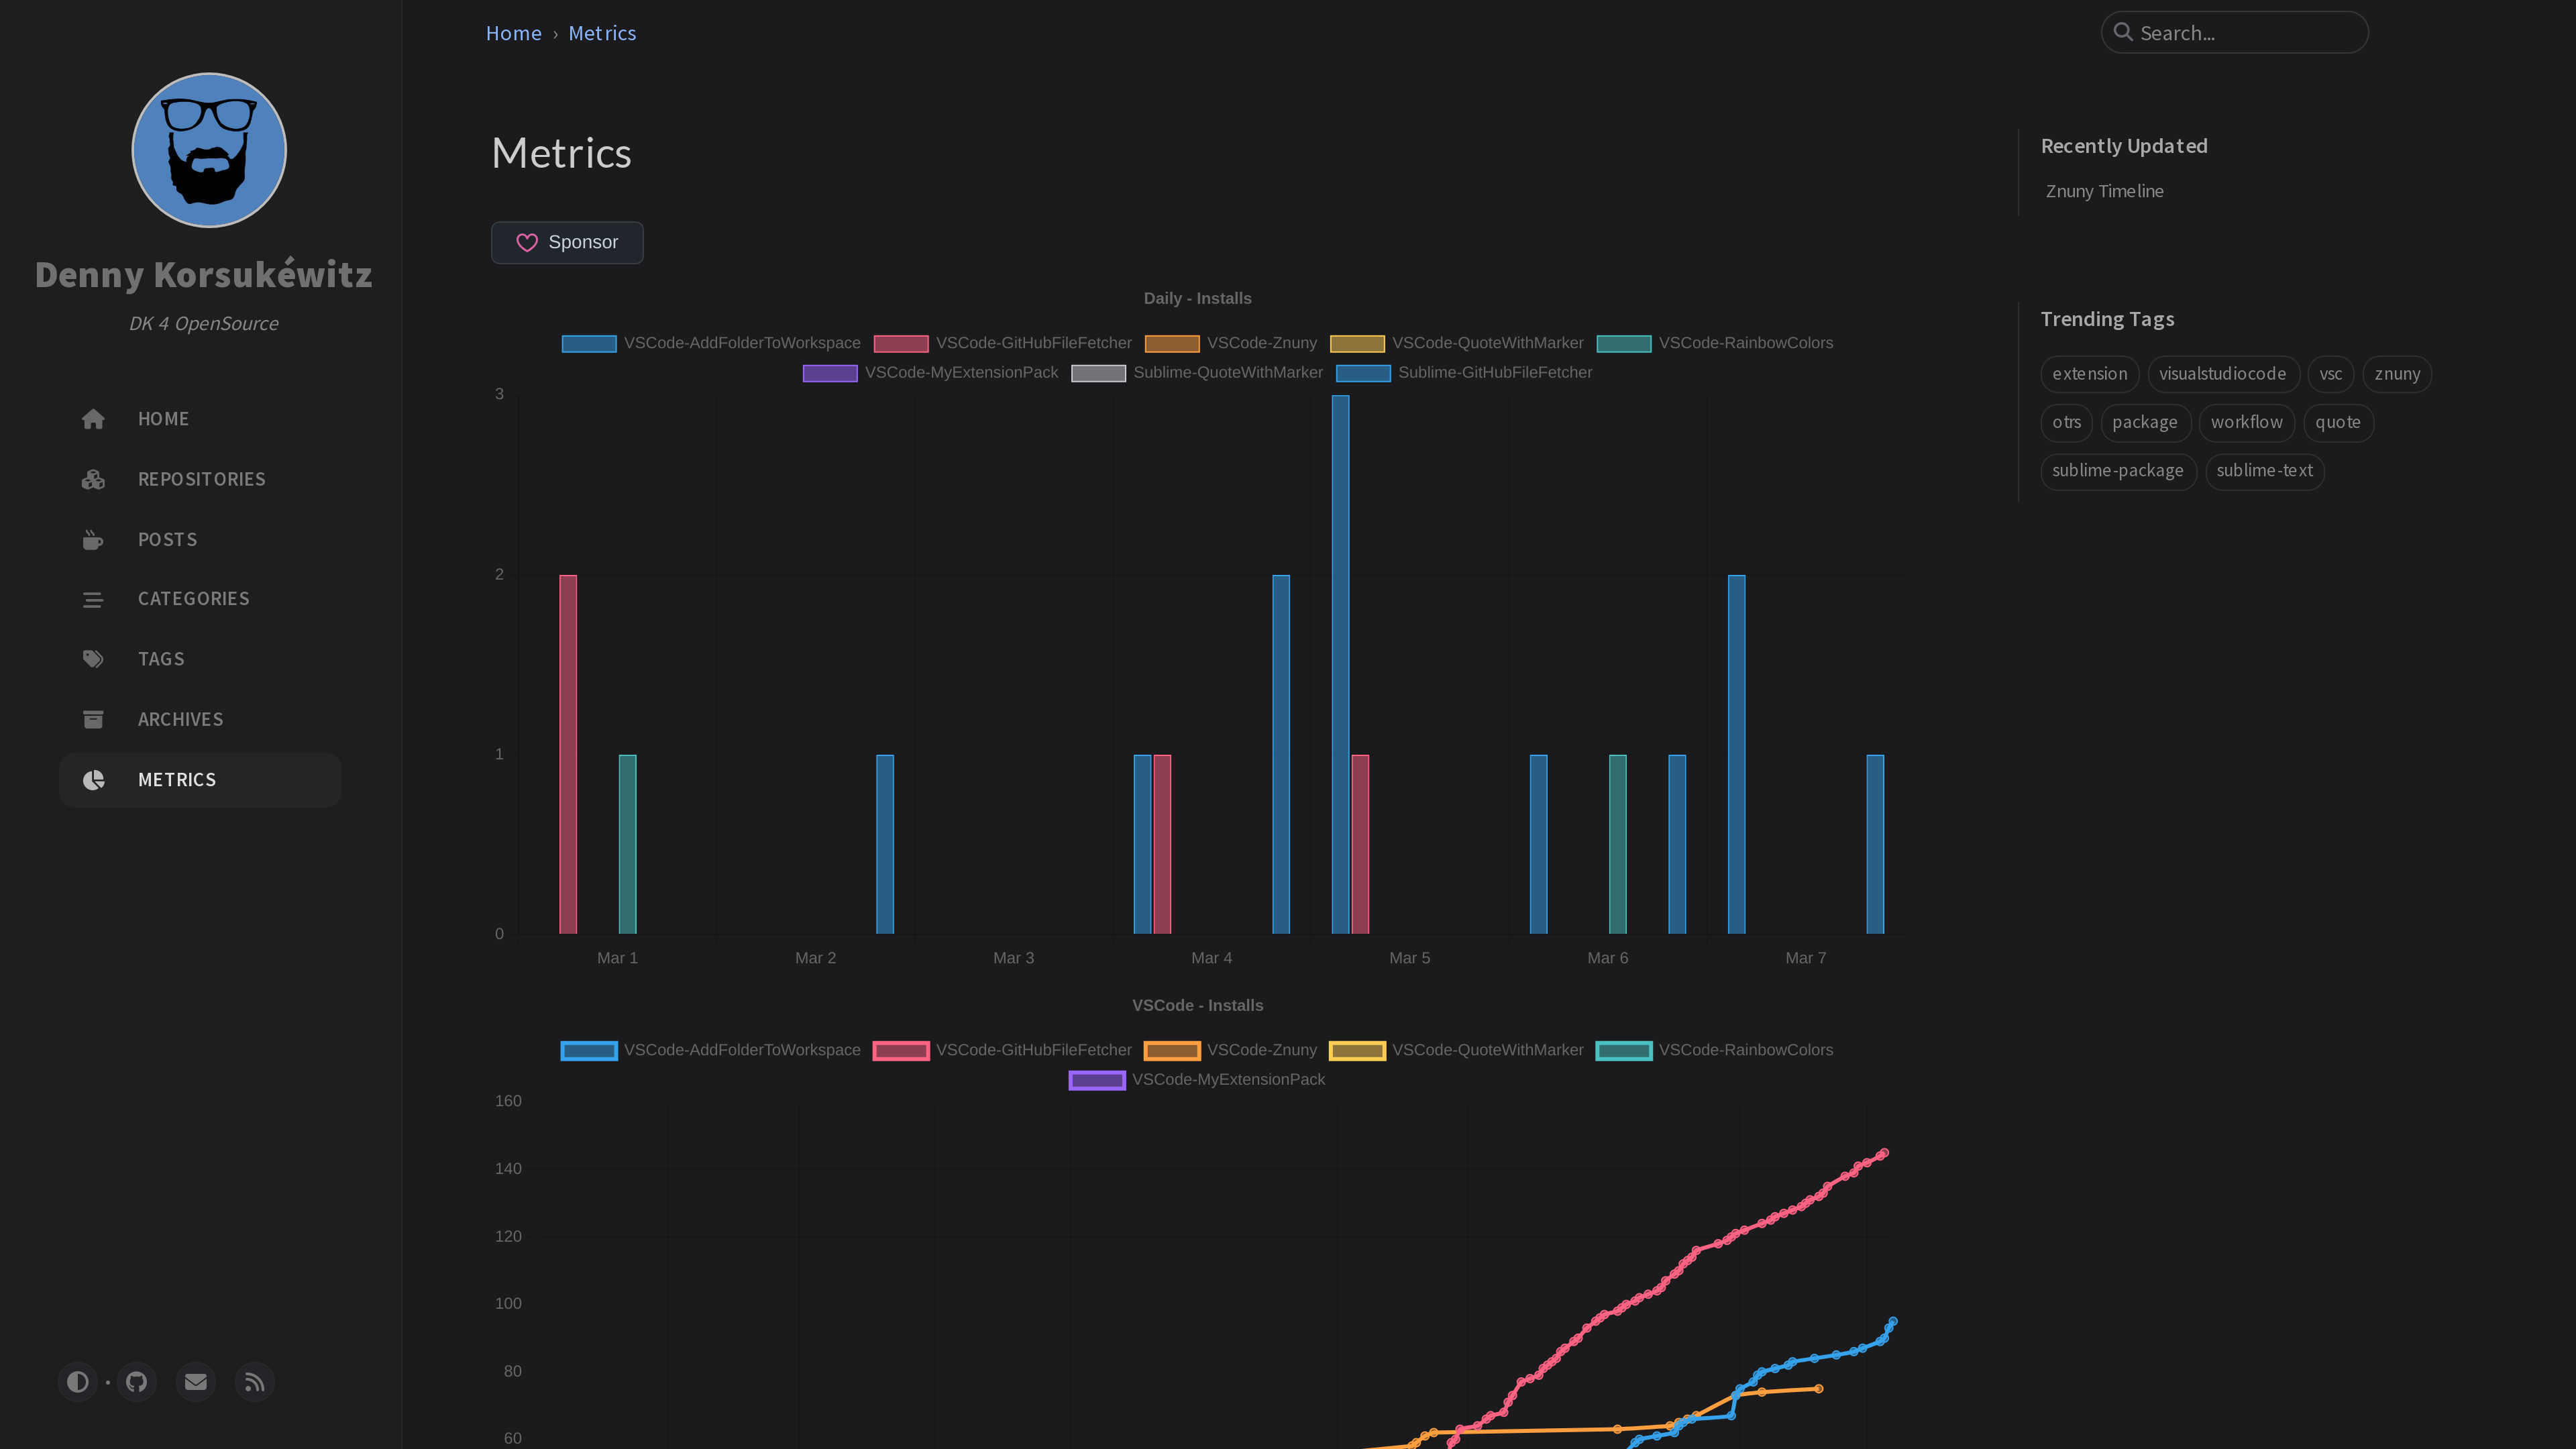 Denny Korsukéwitz
DK 4 OpenSource
HOME
REPOSITORIES
POSTS
CATEGORIES
TAGS
ARCHIVES
METRICS
Home › Metrics
Search...
Metrics
Sponsor
Daily - Installs
VSCode-AddFolderToWorkspace VSCode-GitHubFileFetcher VSCode-Znuny VSCode-QuoteWithMarker VSCode-RainbowColors
VSCode-MyExtensionPack Sublime-QuoteWithMarker Sublime-GitHubFileFetcher
3
2
1
0
Mar 1 Mar 2 Mar 3 Mar 4 Mar 5 Mar 6 Mar 7
VSCode - Installs
VSCode-AddFolderToWorkspace VSCode-GitHubFileFetcher VSCode-Znuny VSCode-QuoteWithMarker VSCode-RainbowColors
VSCode-MyExtensionPack
160
140
120
100
80
60
Recently Updated
Znuny Timeline
Trending Tags
extension visualstudiocode vsc znuny
otrs package workflow quote
sublime-package sublime-text